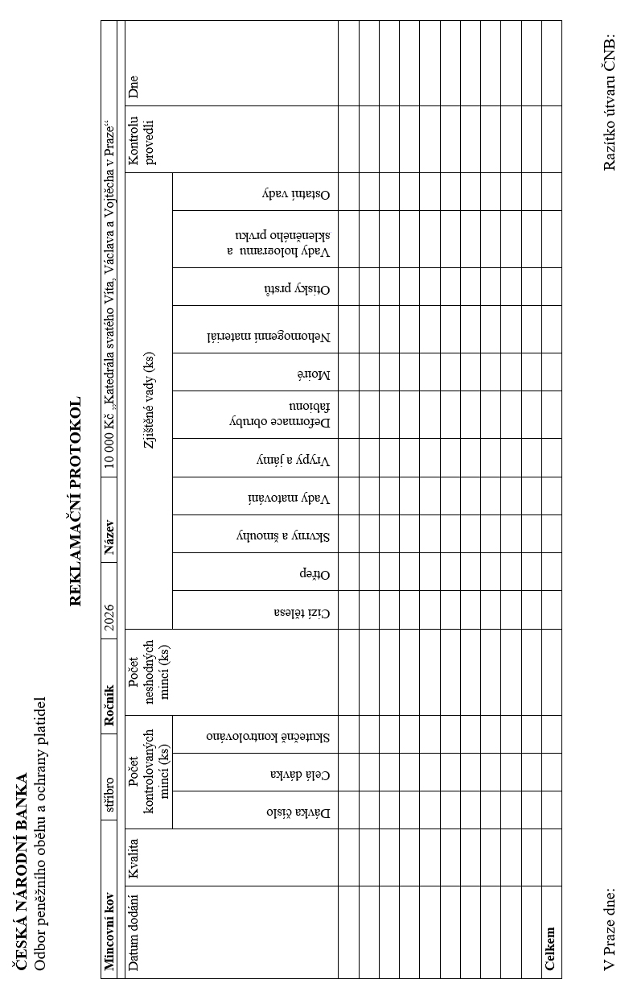 ČESKÁ NÁRODNÍ BANKA
Odbor peněžního oběhu a ochrany platidel
REKLAMAČNÍ PROTOKOL
Mincovní kov
stříbro
Ročník
2026
Název
10 000 Kč „Katedrála svatého Víta, Václava a Vojtěcha v Praze“
Datum dodání
Kvalita
Počet
kontrolovaných
mincí (ks)
Dávka číslo
Celá dávka
Skutečně kontrolováno
Počet
neshodných
mincí (ks)
Zjištěné vady (ks)
Cizí tělesa
Otřep
Skvrny a šmouhy
Vady matování
Vrypy a jámy
Deformace obruby
fabionu
Moiré
Nehomogenní materiál
Otisky prstů
Vady hologramu a
skleněného prvku
Ostatní vady
Kontrolu
provedli
Dne
Celkem
V Praze dne:
Razítko útvaru ČNB: